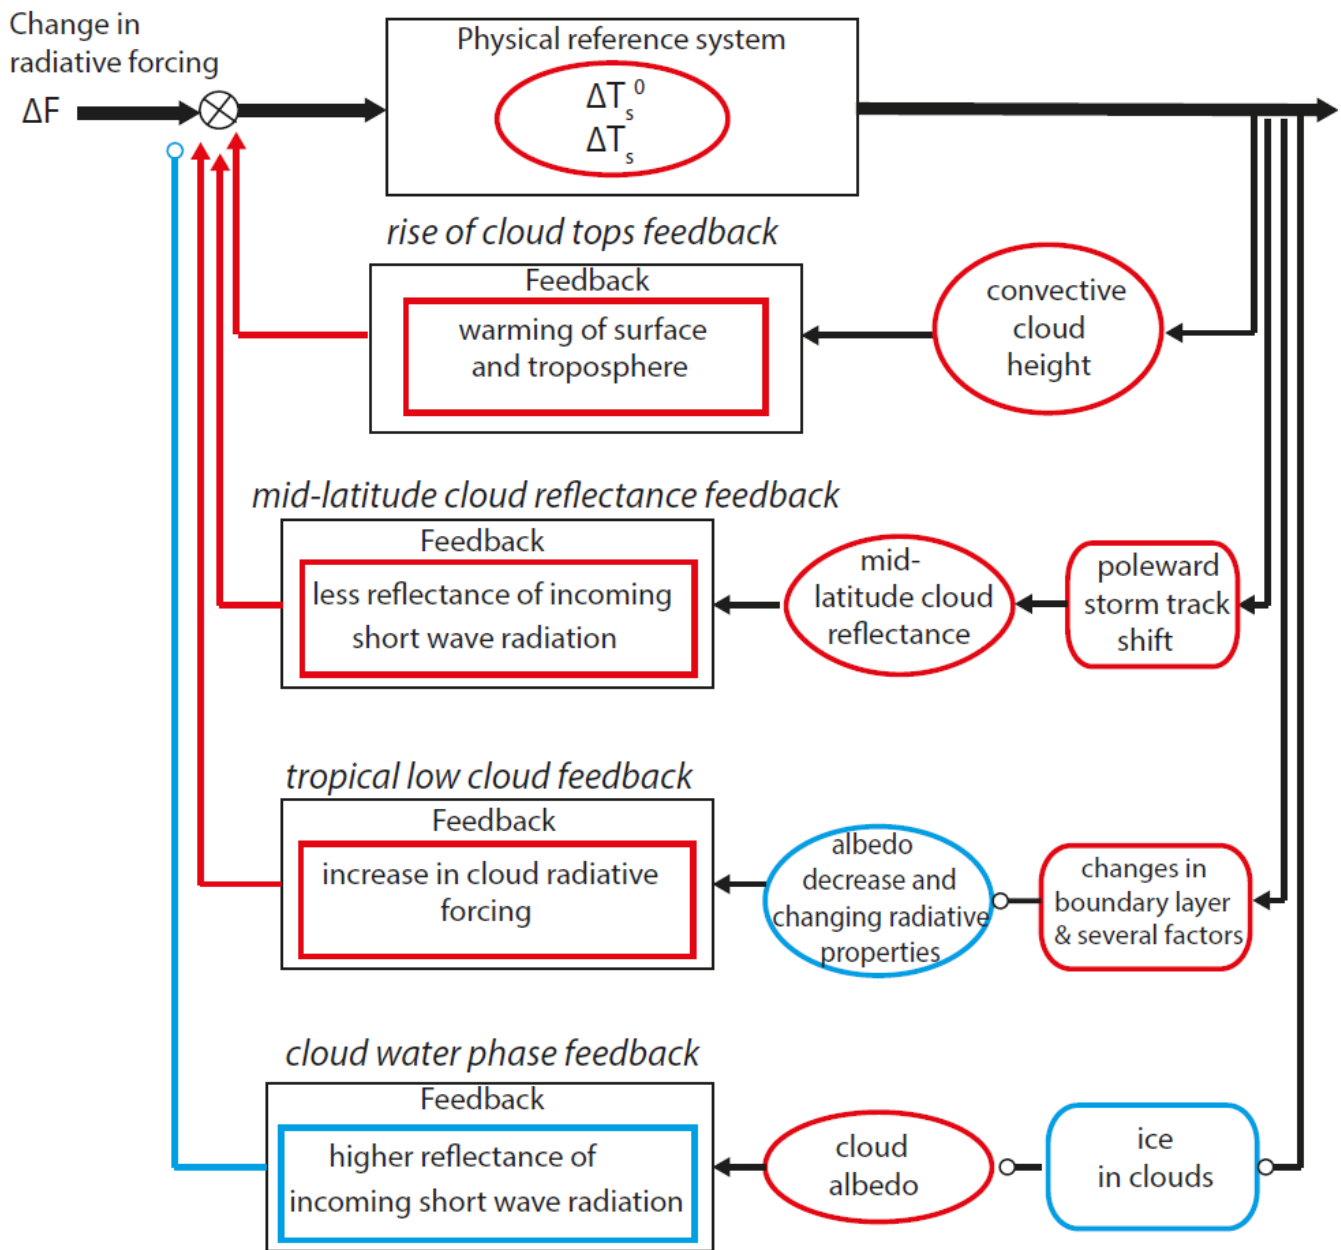 Change in
radiative forcing
ΔF
Physical reference system
ΔTₛ⁰
ΔTₛ
rise of cloud tops feedback
Feedback
warming of surface
and troposphere
convective
cloud
height
mid-latitude cloud reflectance feedback
Feedback
less reflectance of incoming
short wave radiation
mid-
latitude cloud
reflectance
poleward
storm track
shift
tropical low cloud feedback
Feedback
increase in cloud radiative
forcing
albedo
decrease and
changing radiative
properties
changes in
boundary layer
& several factors
cloud water phase feedback
Feedback
higher reflectance of
incoming short wave radiation
cloud
albedo
ice
in clouds